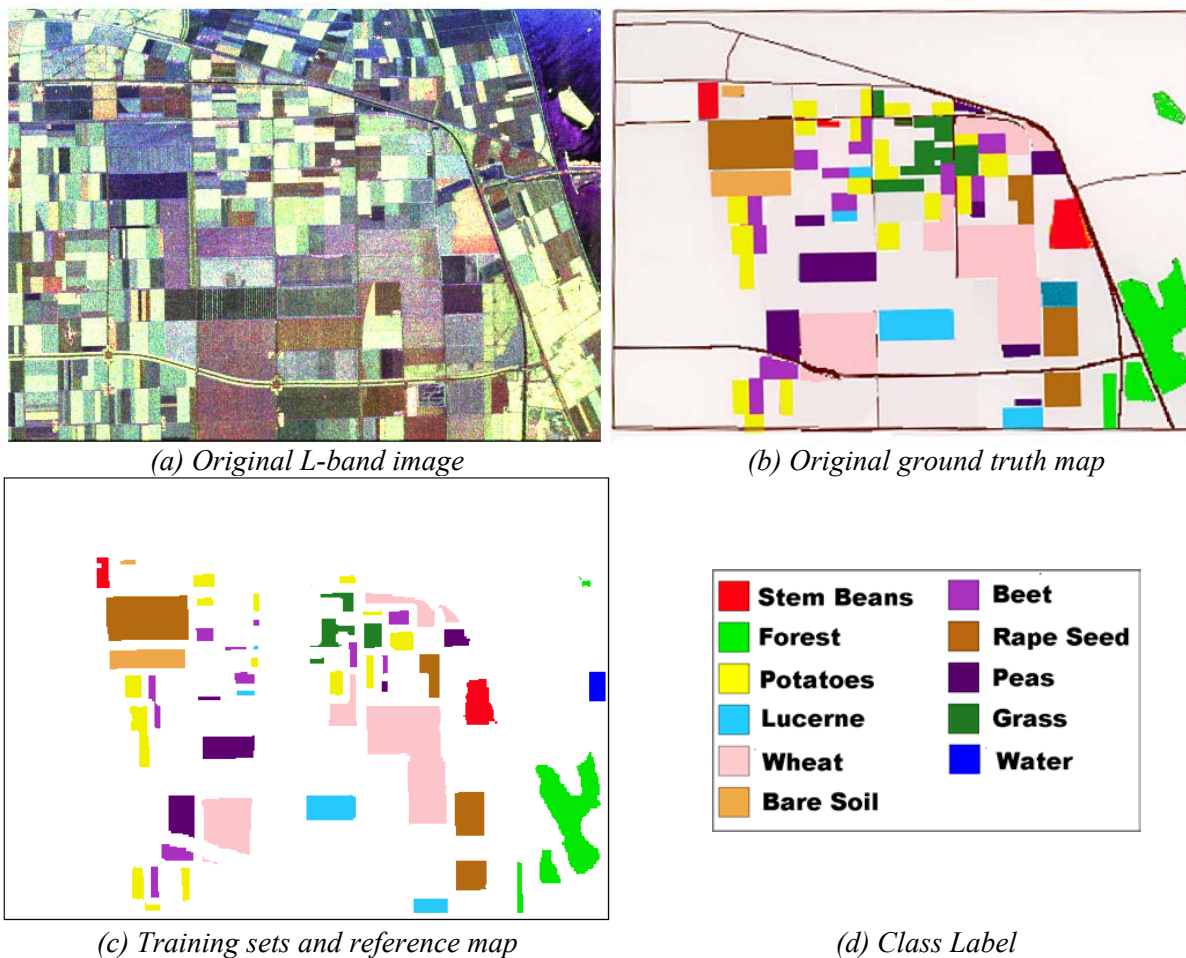 (a) Original L-band image
(b) Original ground truth map
Stem Beans
Beet
Forest
Rape Seed
Potatoes
Peas
Lucerne
Grass
Wheat
Water
Bare Soil
(c) Training sets and reference map
(d) Class Label